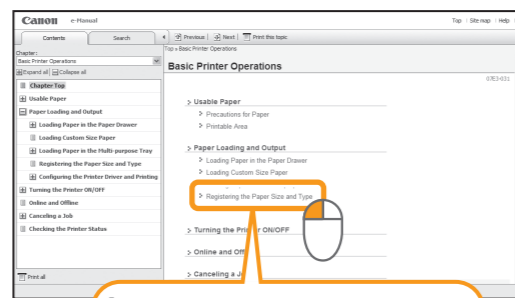 Canon e-Manual
Top Site map Help
Contents Search
Previous Next Print this topic
Chapter:
Basic Printer Operations
Expand all Collapse all
Chapter Top
Usable Paper
Paper Loading and Output
Loading Paper in the Paper Drawer
Loading Custom Size Paper
Loading Paper in the Multi-purpose Tray
Registering the Paper Size and Type
Configuring the Printer Driver and Printing
Turning the Printer ON/OFF
Online and Offline
Canceling a Job
Checking the Printer Status
Print all
Top > Basic Printer Operations
Basic Printer Operations
> Usable Paper
> Precautions for Paper
> Printable Area
> Paper Loading and Output
> Loading Paper in the Paper Drawer
> Loading Custom Size Paper
> Registering the Paper Size and Type
> Turning the Printer ON/OFF
> Online and Off
> Canceling a J